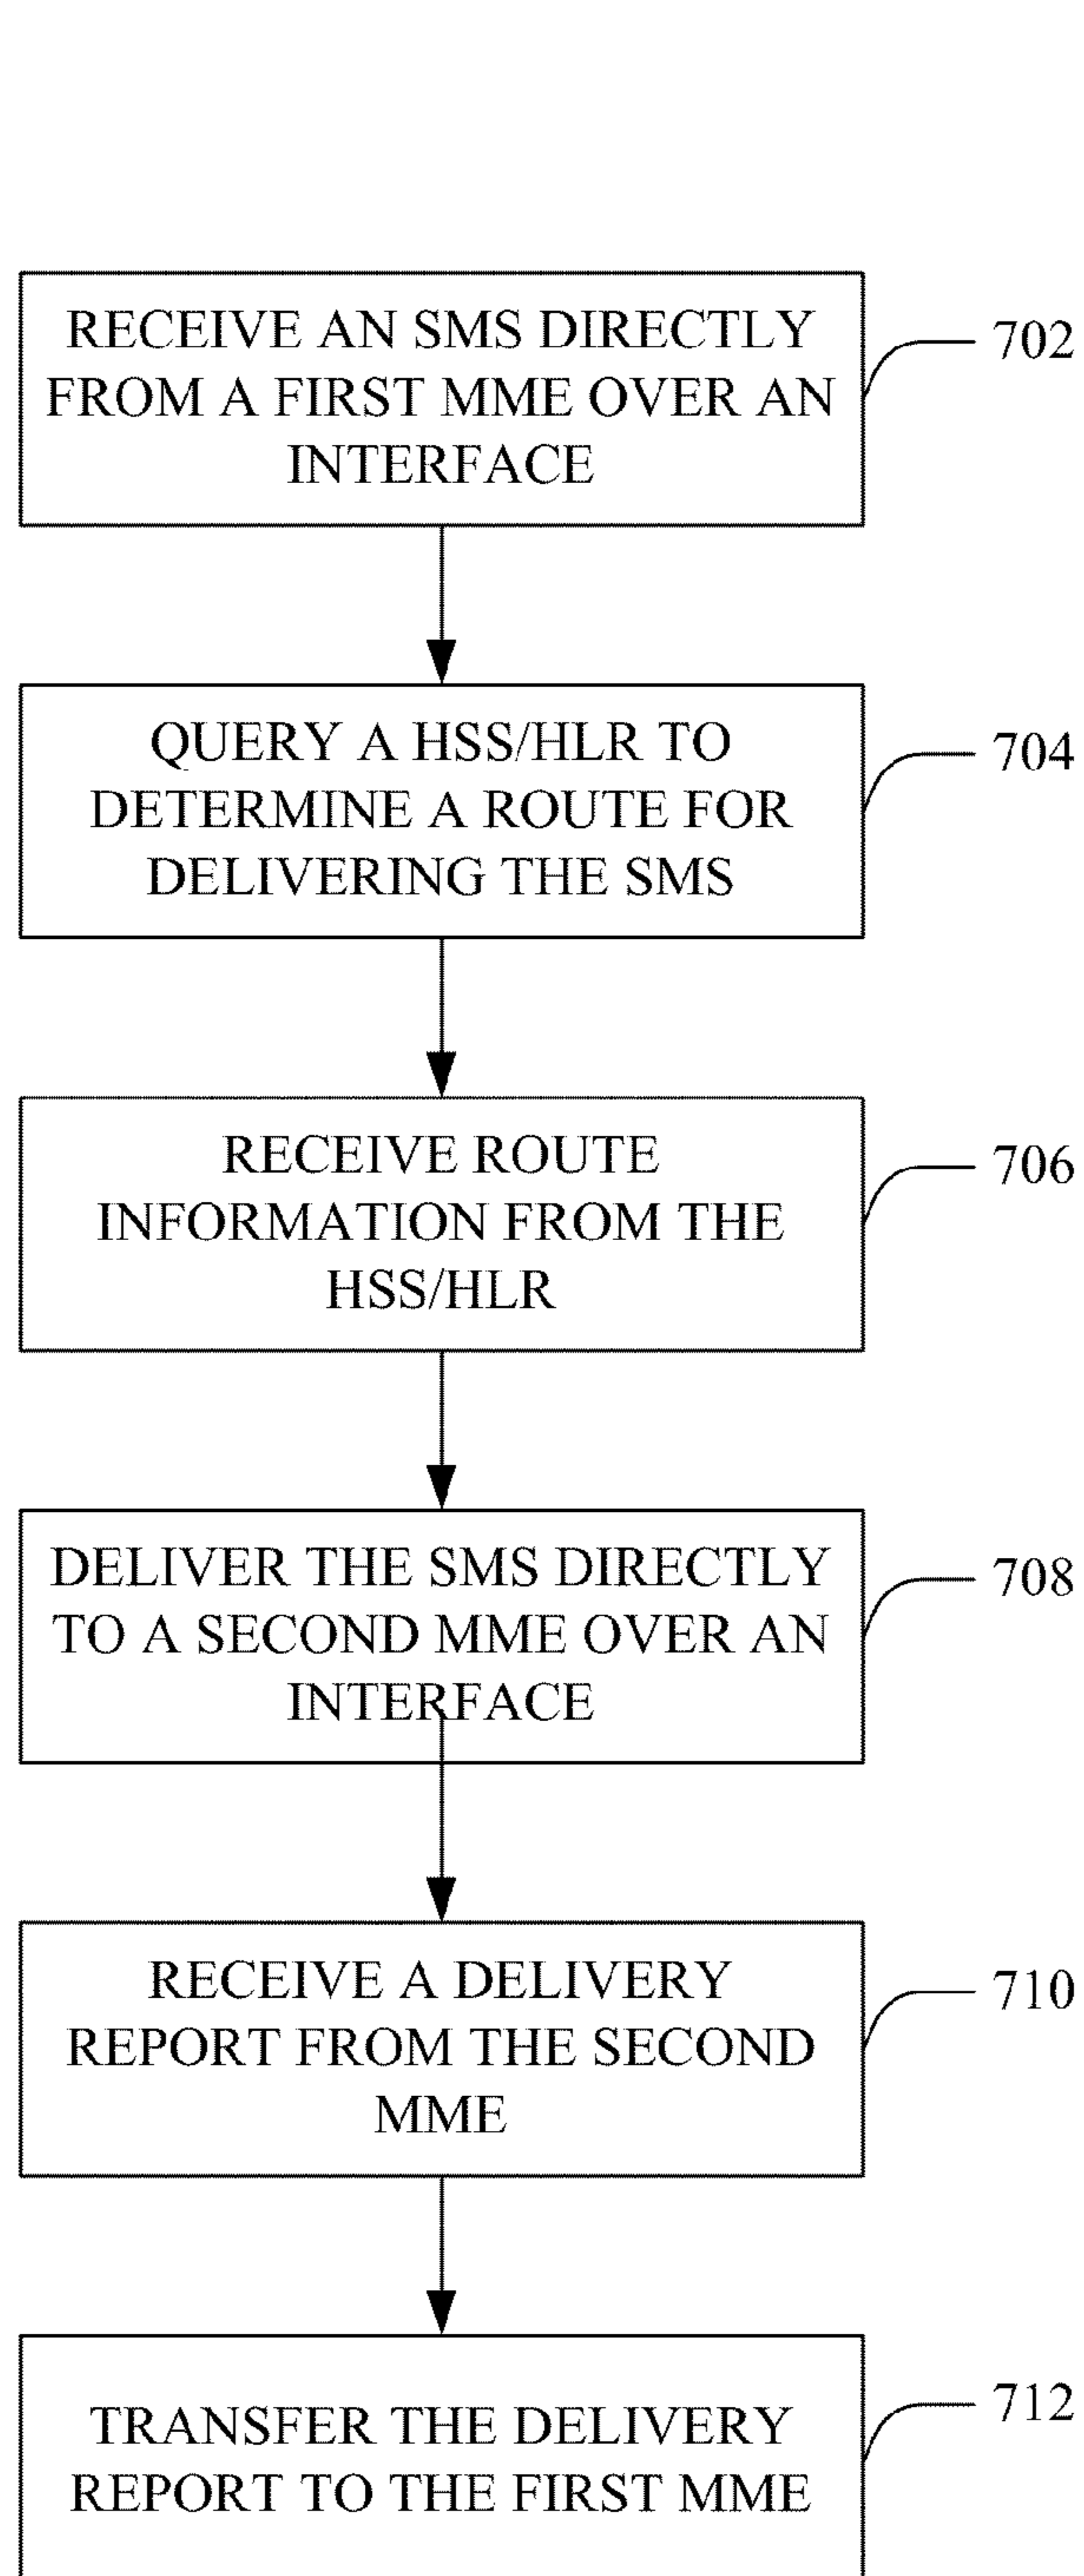 RECEIVE AN SMS DIRECTLY
FROM A FIRST MME OVER AN
INTERFACE
702
QUERY A HSS/HLR TO
DETERMINE A ROUTE FOR
DELIVERING THE SMS
704
RECEIVE ROUTE
INFORMATION FROM THE
HSS/HLR
706
DELIVER THE SMS DIRECTLY
TO A SECOND MME OVER AN
INTERFACE
708
RECEIVE A DELIVERY
REPORT FROM THE SECOND
MME
710
TRANSFER THE DELIVERY
REPORT TO THE FIRST MME
712